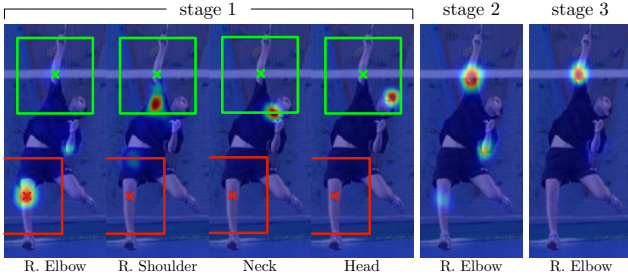 stage 1 stage 2 stage 3
R. Elbow R. Shoulder Neck Head R. Elbow R. Elbow